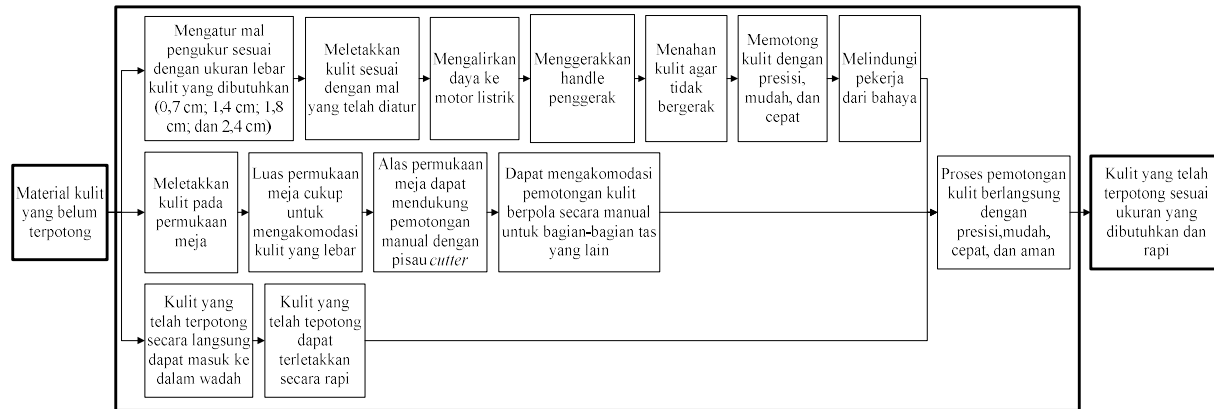 Material kulit
yang belum
terpotong
Mengatur mal
pengukur sesuai
dengan ukuran lebar
kulit yang dibutuhkan
(0,7 cm; 1,4 cm; 1,8
cm; dan 2,4 cm)
Meletakkan
kulit sesuai
dengan mal
yang telah diatur
Mengalirkan
daya ke
motor listrik
Menggerakkan
handle
penggerak
Menahan
kulit agar
tidak
bergerak
Memotong
kulit dengan
presisi,
mudah, dan
cepat
Melindungi
pekerja
dari bahaya
Meletakkan
kulit pada
permukaan
meja
Luas permukaan
meja cukup
untuk
mengakomodasi
kulit yang lebar
Alas permukaan
meja dapat
mendukung
pemotongan
manual dengan
pisau cutter
Dapat mengakomodasi
pemotongan kulit
berpola secara manual
untuk bagian-bagian tas
yang lain
Kulit yang
telah terpotong
secara langsung
dapat masuk ke
dalam wadah
Kulit yang
telah tepotong
dapat
terletakkan
secara rapi
Proses pemotongan
kulit berlangsung
dengan
presisi,mudah,
cepat, dan aman
Kulit yang telah
terpotong sesuai
ukuran yang
dibutuhkan dan
rapi